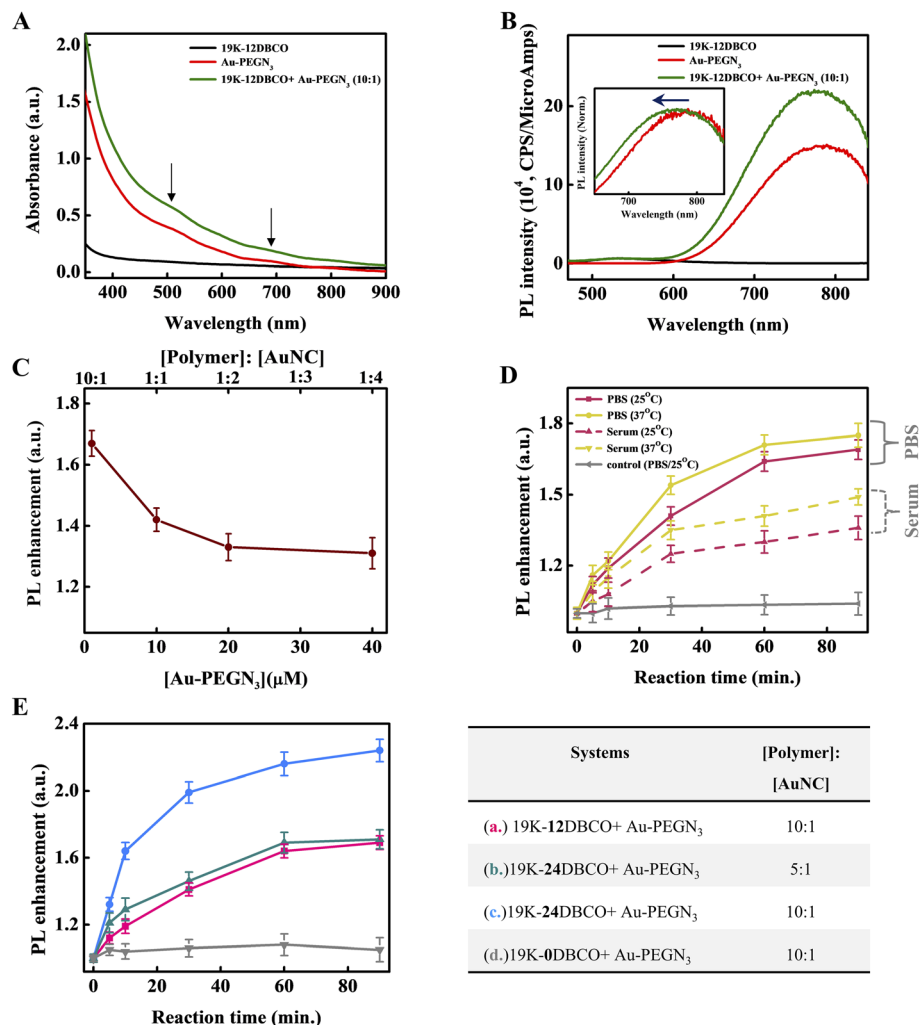 A
19K-12DBCO
Au-PEGN₃
19K-12DBCO+ Au-PEGN₃ (10:1)
Absorbance (a.u.)
2.0
1.5
1.0
0.5
0.0
400 500 600 700 800 900
Wavelength (nm)
B
19K-12DBCO
Au-PEGN₃
19K-12DBCO+ Au-PEGN₃ (10:1)
PL intensity (10⁴, CPS/MicroAmps)
20
10
0
500 600 700 800
Wavelength (nm)
PL intensity (Norm.)
700 800
Wavelength (nm)
C
[Polymer]: [AuNC]
10:1 1:1 1:2 1:3 1:4
PL enhancement (a.u.)
1.8
1.6
1.4
1.2
0 10 20 30 40
[Au-PEGN₃](μM)
D
PBS (25°C)
PBS (37°C)
Serum (25°C)
Serum (37°C)
control (PBS/25°C)
PBS
Serum
PL enhancement (a.u.)
1.8
1.5
1.2
0 20 40 60 80
Reaction time (min.)
E
PL enhancement (a.u.)
2.4
2.0
1.6
1.2
0 20 40 60 80
Reaction time (min.)
Systems [Polymer]:
[AuNC]
(a.) 19K-12DBCO+ Au-PEGN₃ 10:1
(b.)19K-24DBCO+ Au-PEGN₃ 5:1
(c.)19K-24DBCO+ Au-PEGN₃ 10:1
(d.)19K-0DBCO+ Au-PEGN₃ 10:1